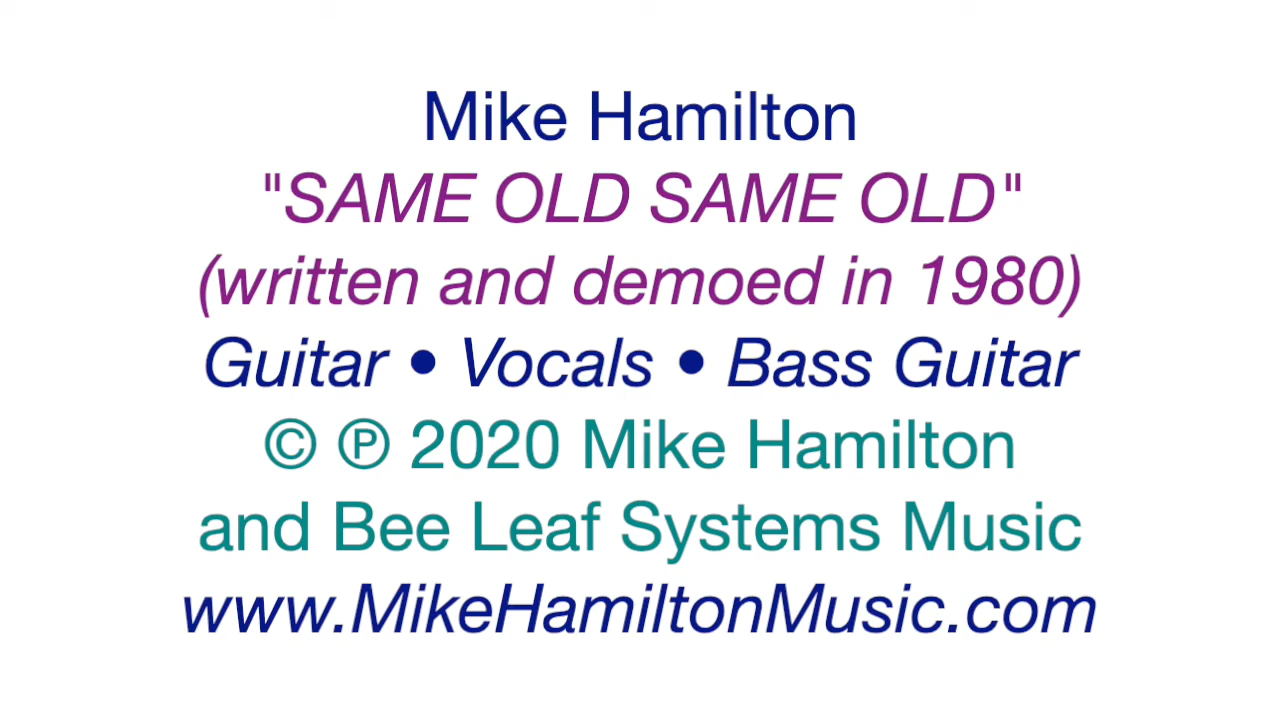 Mike Hamilton
"SAME OLD SAME OLD"
(written and demoed in 1980)
Guitar • Vocals • Bass Guitar
© ℗ 2020 Mike Hamilton
and Bee Leaf Systems Music
www.MikeHamiltonMusic.com